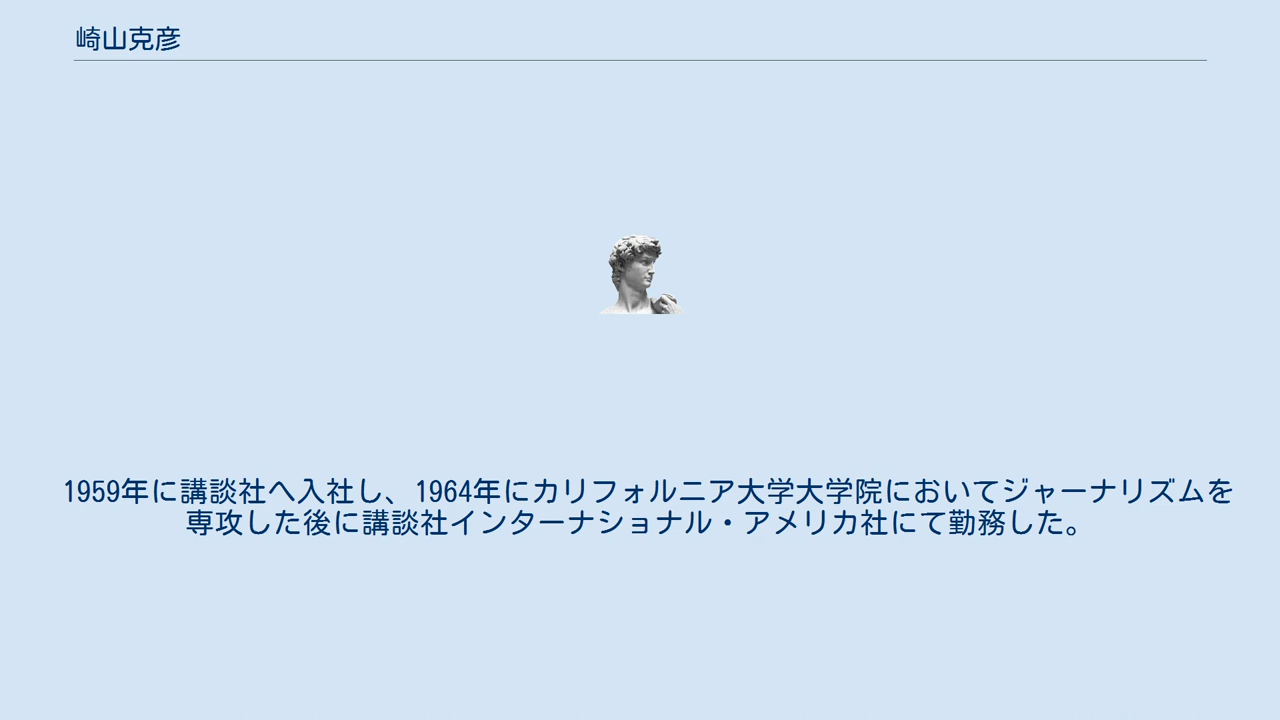 崎山克彦
1959年に講談社へ入社し、1964年にカリフォルニア大学大学院においてジャーナリズムを
専攻した後に講談社インターナショナル・アメリカ社にて勤務した。